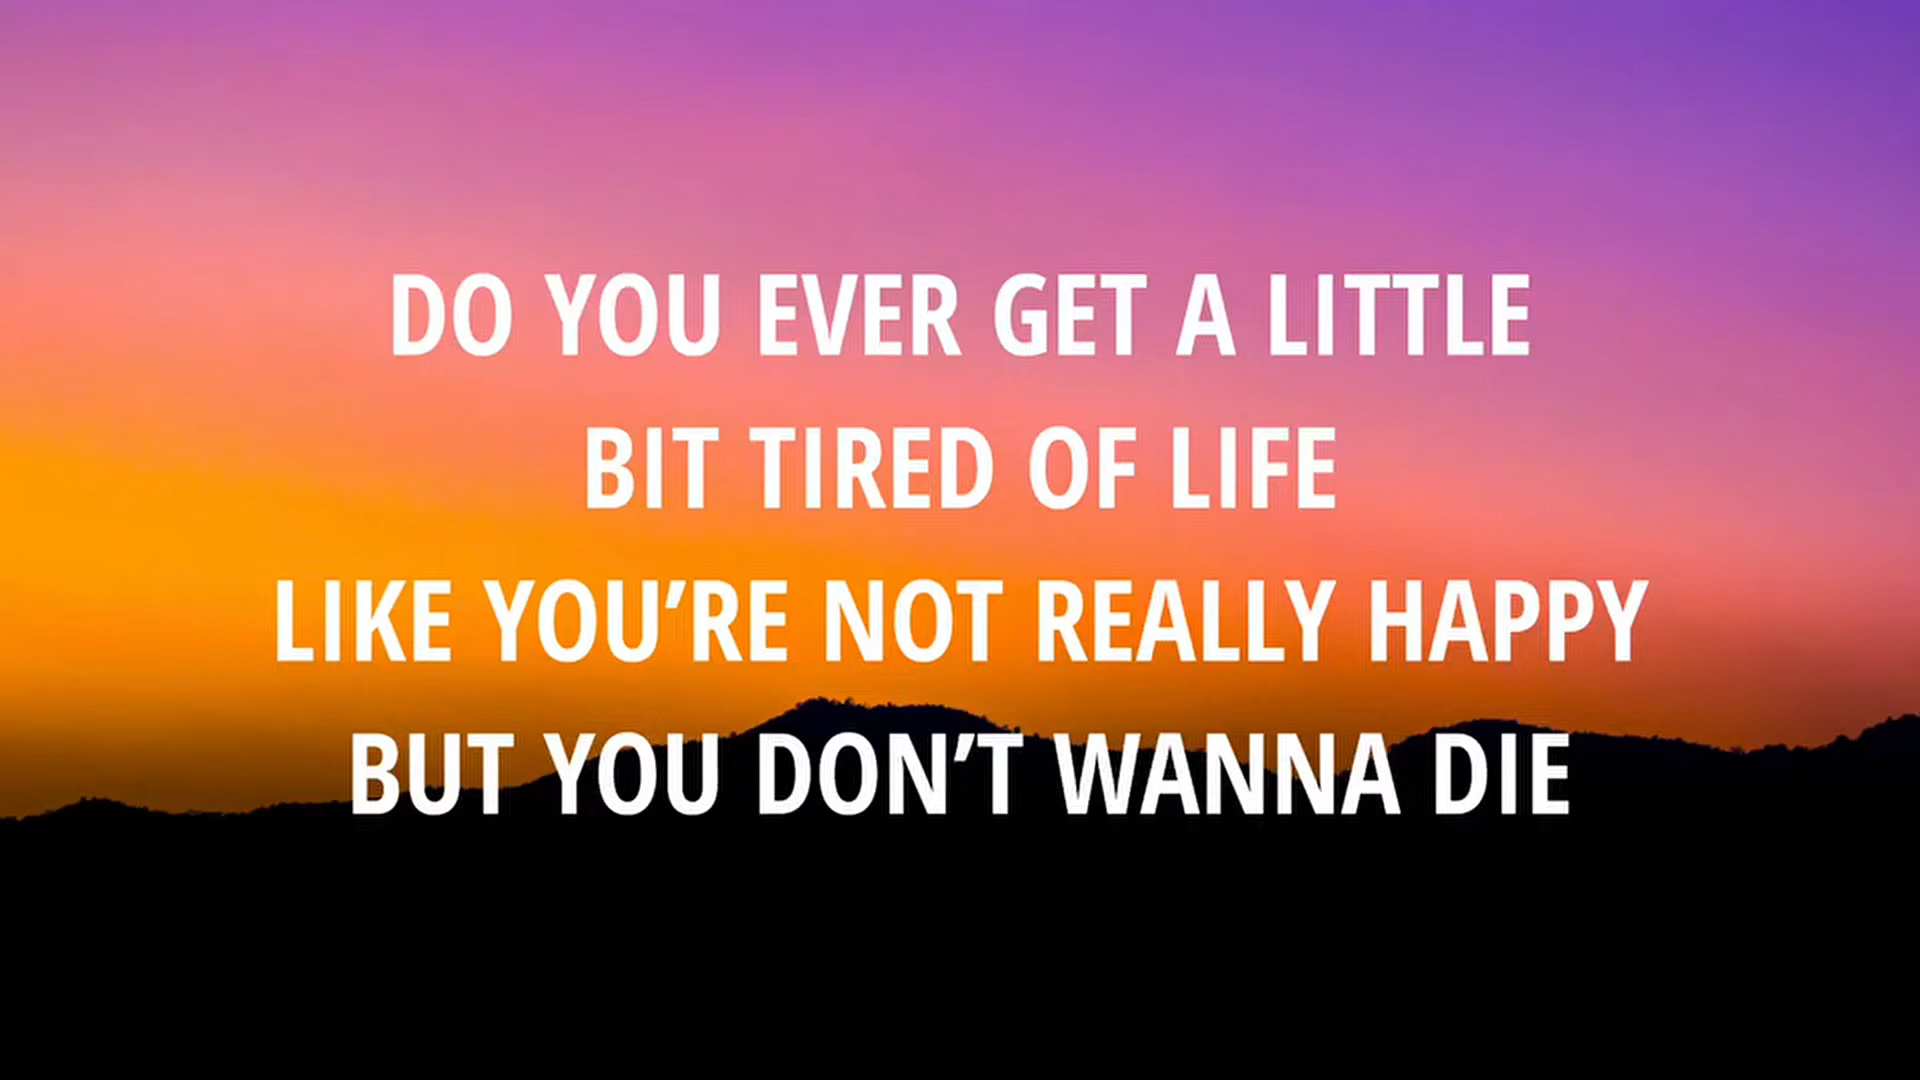 DO YOU EVER GET A LITTLE
BIT TIRED OF LIFE
LIKE YOU’RE NOT REALLY HAPPY
BUT YOU DON’T WANNA DIE